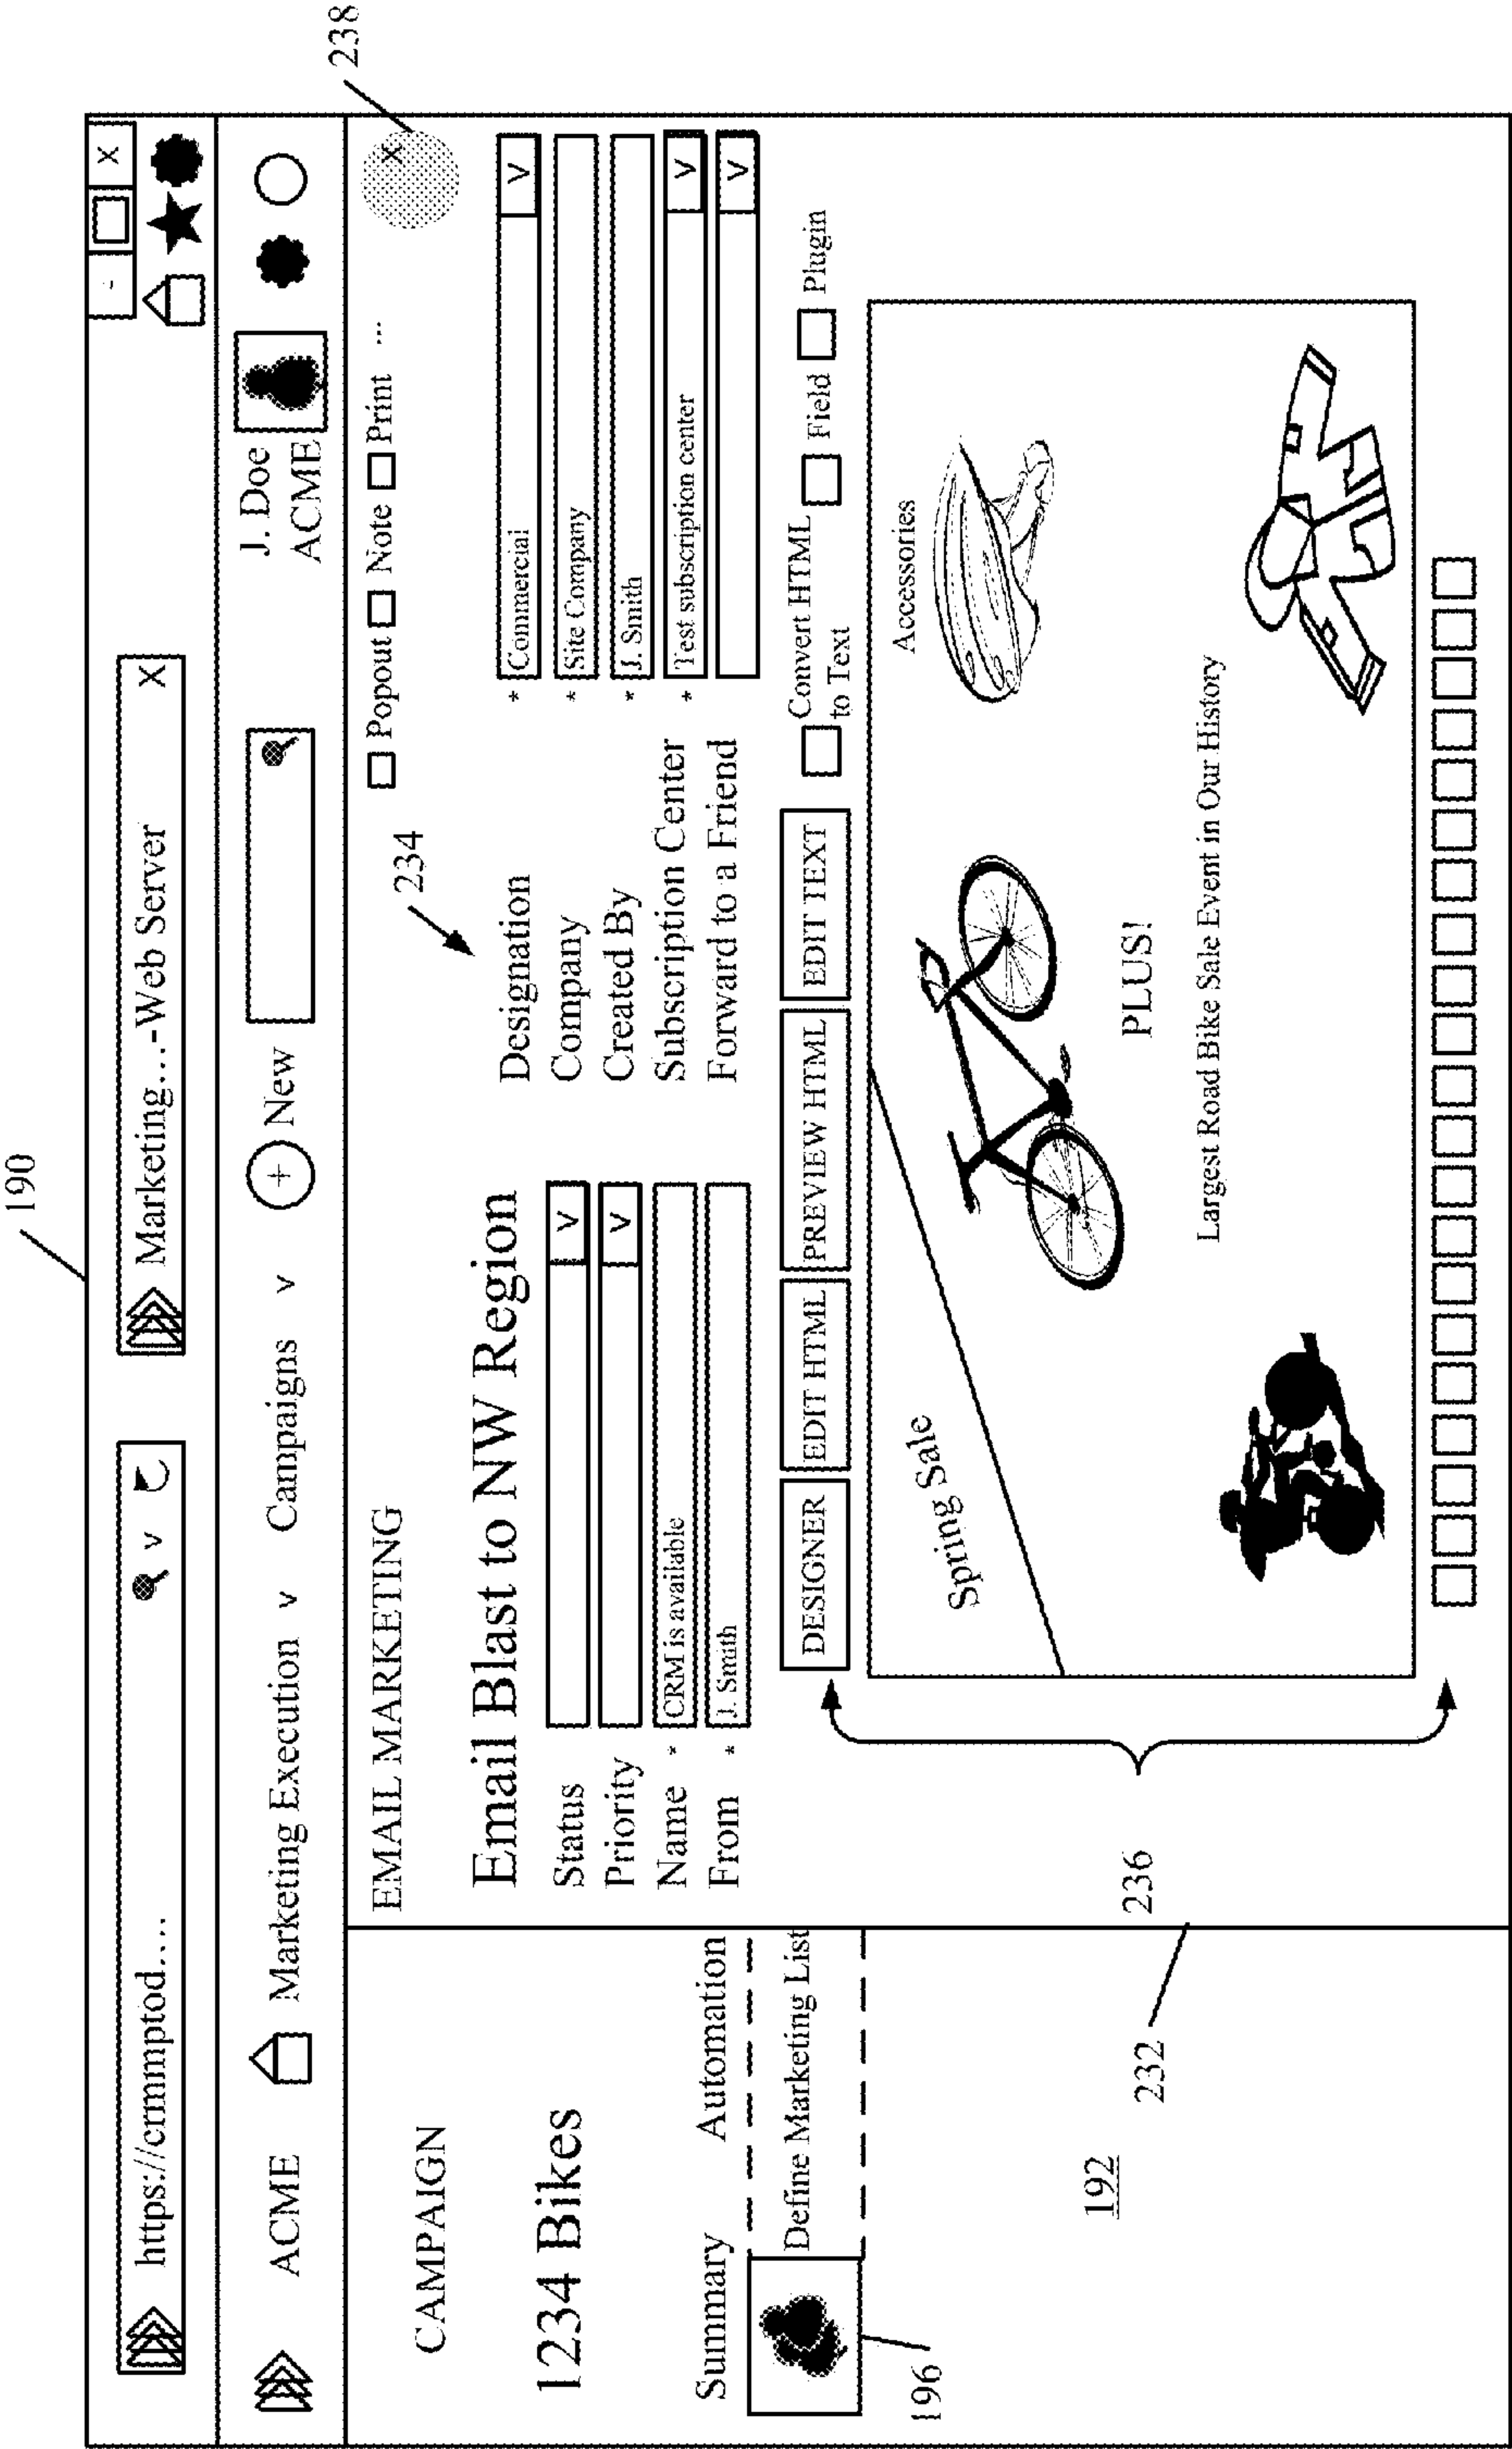 190
https://crmmptod.... v
Marketing...-Web Server X
- X
ACME Marketing Execution v Campaigns v + New
J. Doe
ACME
CAMPAIGN
1234 Bikes
Summary Automation
Define Marketing List
196
192
232
EMAIL MARKETING
Popout Note Print ...
X
238
Email Blast to NW Region
234
Status V
Priority V
Name * CRM is available
From * J. Smith
Designation * Commercial V
Company * Site Company
Created By * J. Smith
Subscription Center * Test subscription center V
Forward to a Friend V
DESIGNER EDIT HTML PREVIEW HTML EDIT TEXT
Convert HTML
to Text
Field Plugin
236
Spring Sale
Accessories
PLUS!
Largest Road Bike Sale Event in Our History